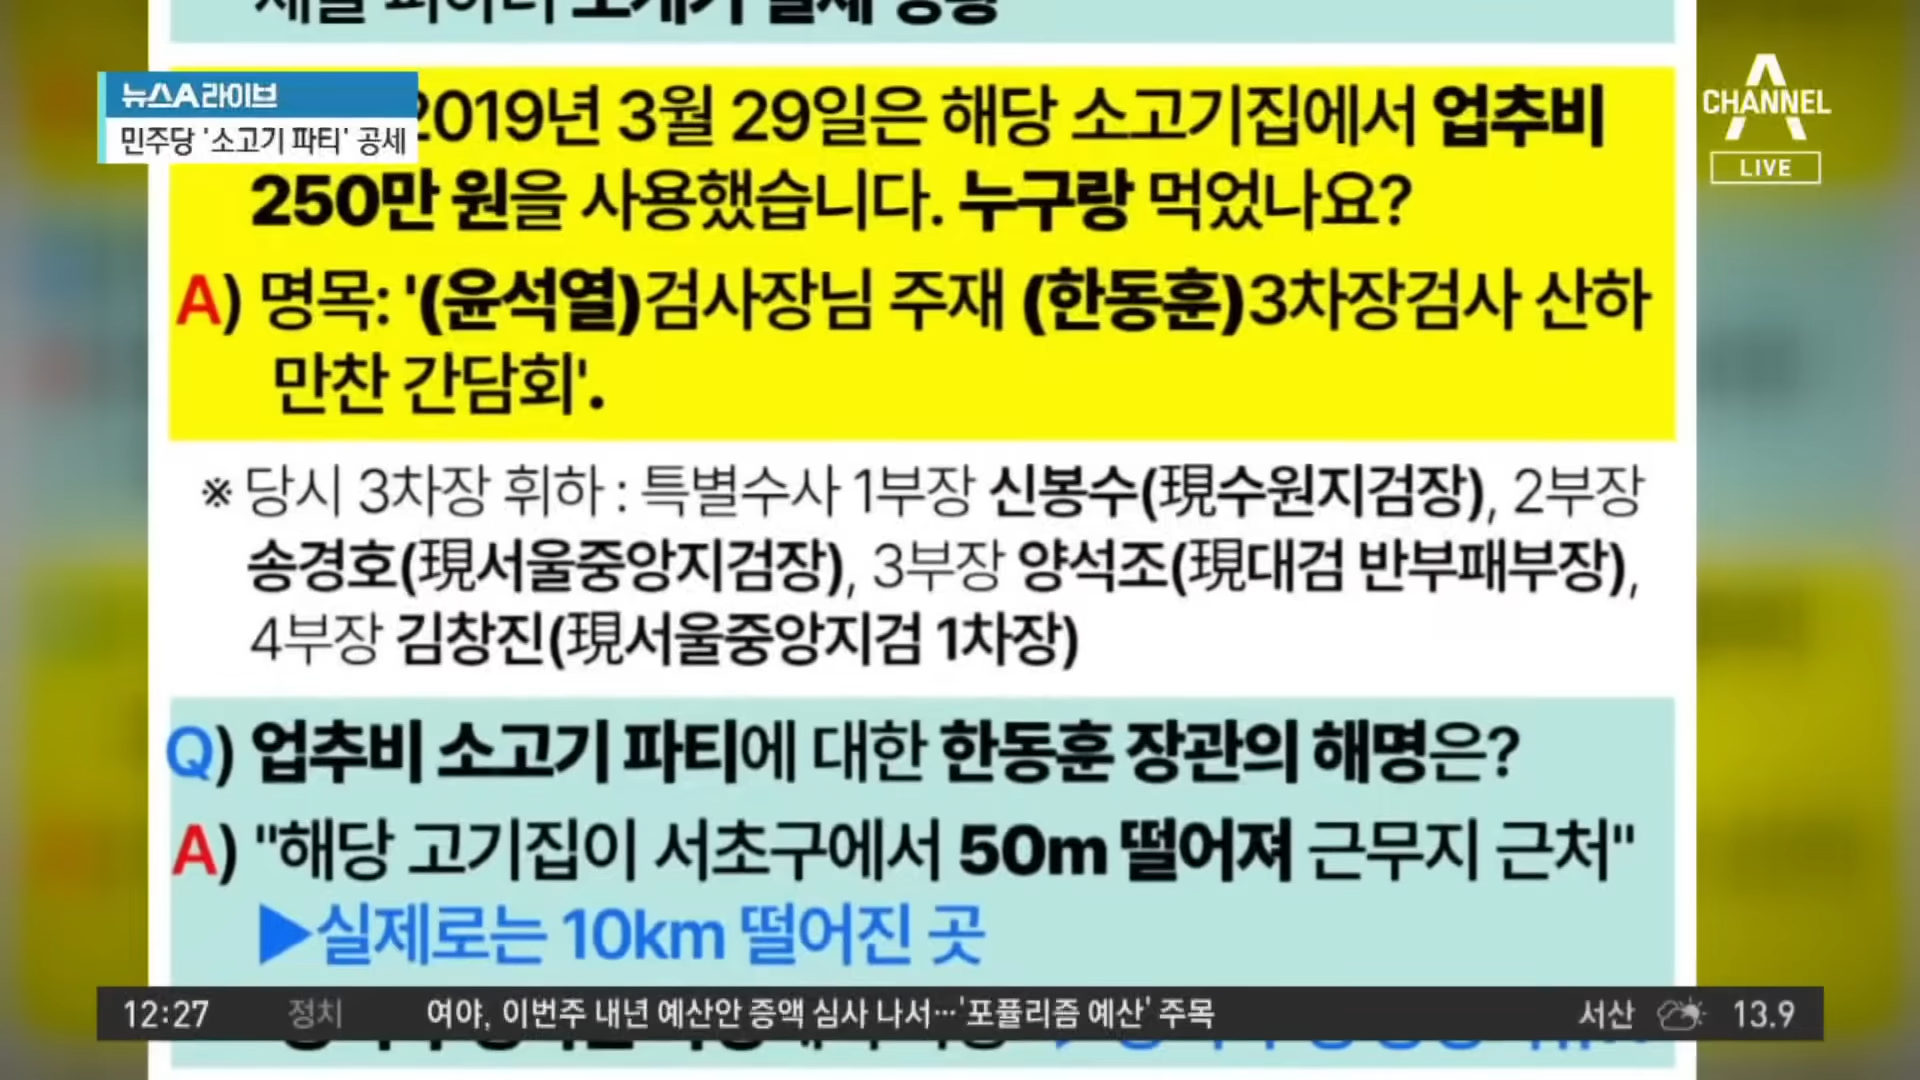 뉴스A라이브
민주당 '소고기 파티' 공세
CHANNEL A
LIVE
2019년 3월 29일은 해당 소고기집에서 업추비
250만 원을 사용했습니다. 누구랑 먹었나요?
A) 명목: '(윤석열)검사장님 주재 (한동훈)3차장검사 산하
만찬 간담회'.
※ 당시 3차장 휘하 : 특별수사 1부장 신봉수(現수원지검장), 2부장
송경호(現서울중앙지검장), 3부장 양석조(現대검 반부패부장),
4부장 김창진(現서울중앙지검 1차장)
Q) 업추비 소고기 파티에 대한 한동훈 장관의 해명은?
A) "해당 고기집이 서초구에서 50m 떨어져 근무지 근처"
▶실제로는 10km 떨어진 곳
12:27 정치 여야, 이번주 내년 예산안 증액 심사 나서…'포퓰리즘 예산' 주목 서산 13.9